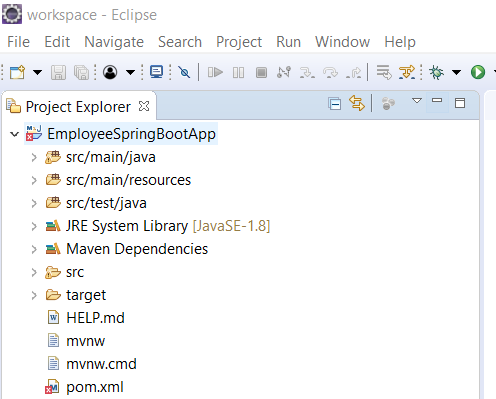 workspace - Eclipse
File Edit Navigate Search Project Run Window Help
Project Explorer
EmployeeSpringBootApp
src/main/java
src/main/resources
src/test/java
JRE System Library [JavaSE-1.8]
Maven Dependencies
src
target
HELP.md
mvnw
mvnw.cmd
pom.xml